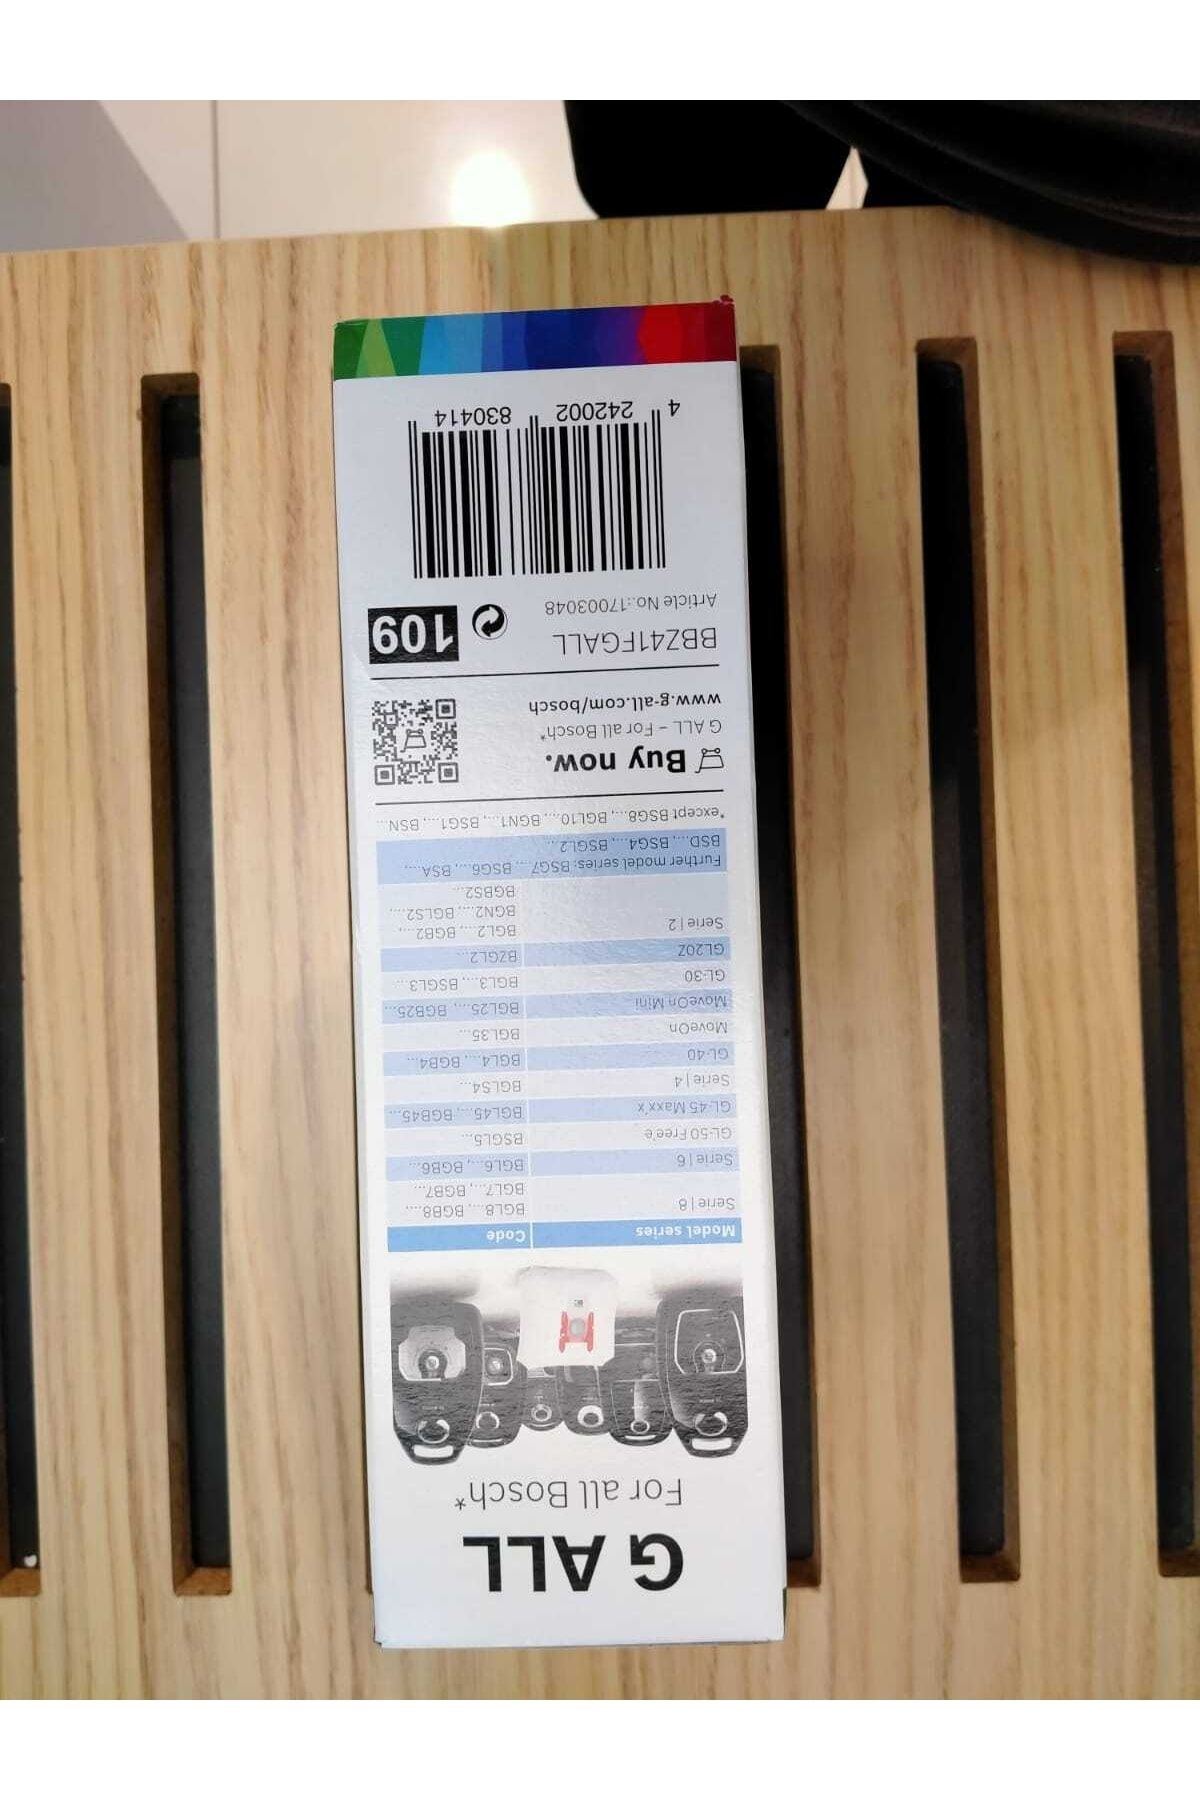 G ALL
For all Bosch*
Model series Code
Serie | 8 BGL8..., BGB8...,
BGL7..., BGB7...
Serie | 6 BGL6..., BGB6...
GL-50 Free'e BSGL5...
GL-45 Maxx'x BGL45..., BGB45...
Serie | 4 BGLS4...
GL-40 BGL4..., BGB4...
MoveOn BGL35...
MoveOn Mini BGL25..., BGB25...
GL-30 BGL3..., BSGL3...
GL20Z BZGL2...
Serie | 2 BGL2..., BGB2...,
BGN2..., BGLS2...,
BGBS2...
Further model series: BSG7..., BSG6..., BSA...,
BSD..., BSG4..., BSGL2...
*except BSG8..., BGL10..., BGN1..., BSG1..., BSN...
Buy now.
G ALL – For all Bosch*
www.g-all.com/bosch
BBZ41FGALL
Article No.:17003048
109
4 242002 830414